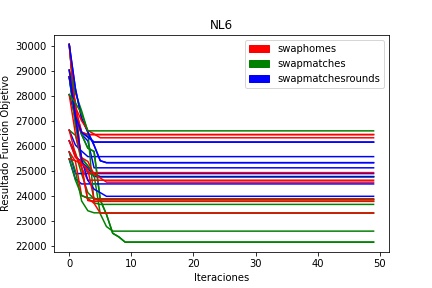 NL6
30000
29000
28000
27000
26000
25000
24000
23000
22000
Resultado Función Objetivo
swaphomes
swapmatches
swapmatchesrounds
0
10
20
30
40
50
Iteraciones